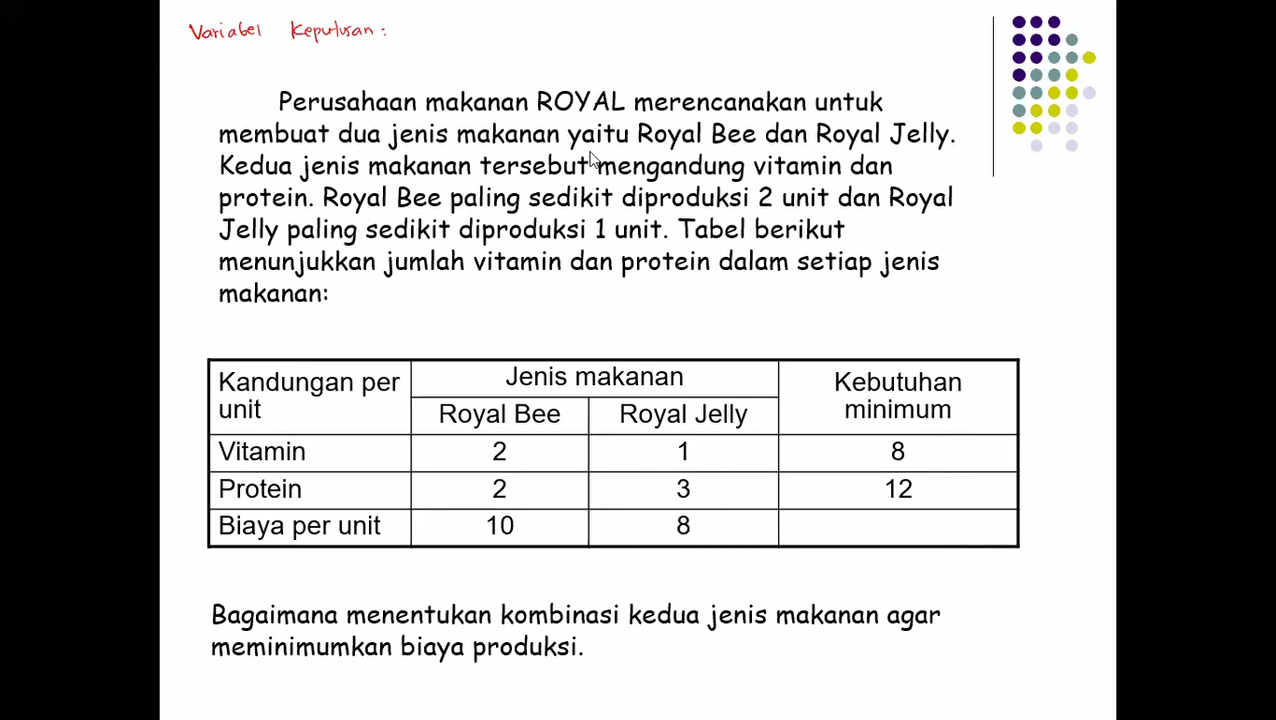 Variabel Keputusan :
Perusahaan makanan ROYAL merencanakan untuk
membuat dua jenis makanan yaitu Royal Bee dan Royal Jelly.
Kedua jenis makanan tersebut mengandung vitamin dan
protein. Royal Bee paling sedikit diproduksi 2 unit dan Royal
Jelly paling sedikit diproduksi 1 unit. Tabel berikut
menunjukkan jumlah vitamin dan protein dalam setiap jenis
makanan:
Kandungan per unit Jenis makanan Kebutuhan minimum
Royal Bee Royal Jelly
Vitamin 2 1 8
Protein 2 3 12
Biaya per unit 10 8
Bagaimana menentukan kombinasi kedua jenis makanan agar
meminimumkan biaya produksi.